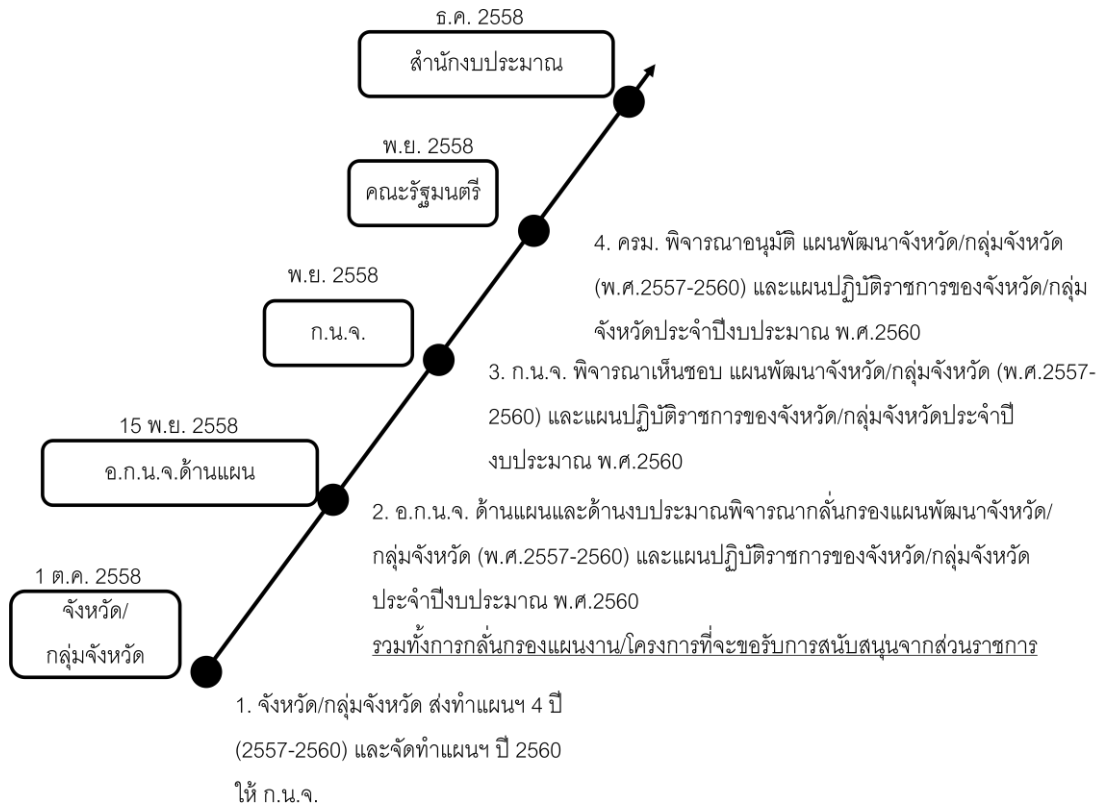 ธ.ค. 2558
สำนักงบประมาณ
พ.ย. 2558
คณะรัฐมนตรี
4. ครม. พิจารณาอนุมัติ แผนพัฒนาจังหวัด/กลุ่มจังหวัด
(พ.ศ.2557-2560) และแผนปฏิบัติราชการของจังหวัด/กลุ่ม
จังหวัดประจำปีงบประมาณ พ.ศ.2560
พ.ย. 2558
ก.น.จ.
3. ก.น.จ. พิจารณาเห็นชอบ แผนพัฒนาจังหวัด/กลุ่มจังหวัด (พ.ศ.2557-
2560) และแผนปฏิบัติราชการของจังหวัด/กลุ่มจังหวัดประจำปี
งบประมาณ พ.ศ.2560
15 พ.ย. 2558
อ.ก.น.จ.ด้านแผน
2. อ.ก.น.จ. ด้านแผนและด้านงบประมาณพิจารณากลั่นกรองแผนพัฒนาจังหวัด/
กลุ่มจังหวัด (พ.ศ.2557-2560) และแผนปฏิบัติราชการของจังหวัด/กลุ่มจังหวัด
ประจำปีงบประมาณ พ.ศ.2560
รวมทั้งการกลั่นกรองแผนงาน/โครงการที่จะขอรับการสนับสนุนจากส่วนราชการ
1 ต.ค. 2558
จังหวัด/
กลุ่มจังหวัด
1. จังหวัด/กลุ่มจังหวัด ส่งทำแผนฯ 4 ปี
(2557-2560) และจัดทำแผนฯ ปี 2560
ให้ ก.น.จ.